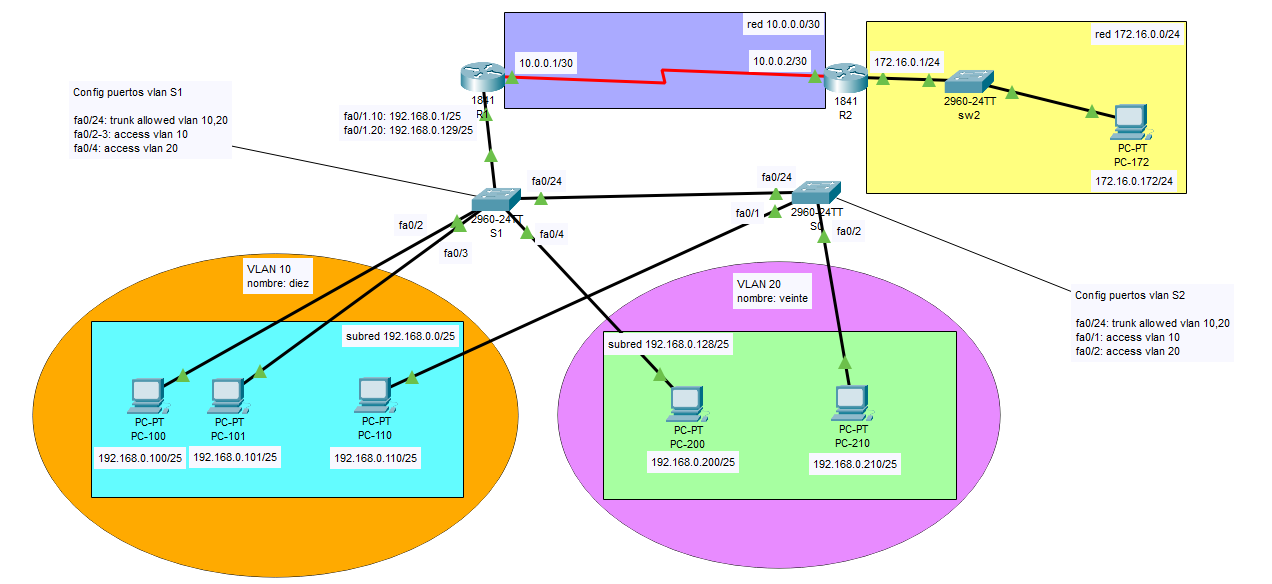 red 10.0.0.0/30
10.0.0.1/30
10.0.0.2/30
1841
R1
1841
R2
red 172.16.0.0/24
172.16.0.1/24
2960-24TT
sw2
PC-PT
PC-172
172.16.0.172/24
Config puertos vlan S1
fa0/24: trunk allowed vlan 10,20
fa0/2-3: access vlan 10
fa0/4: access vlan 20
fa0/1.10: 192.168.0.1/25
fa0/1.20: 192.168.0.129/25
fa0/24
fa0/24
2960-24TT
S1
fa0/2
fa0/3
fa0/4
fa0/1
2960-24TT
S0
fa0/2
VLAN 10
nombre: diez
VLAN 20
nombre: veinte
Config puertos vlan S2
fa0/24: trunk allowed vlan 10,20
fa0/1: access vlan 10
fa0/2: access vlan 20
subred 192.168.0.0/25
subred 192.168.0.128/25
PC-PT
PC-100
192.168.0.100/25
PC-PT
PC-101
192.168.0.101/25
PC-PT
PC-110
192.168.0.110/25
PC-PT
PC-200
192.168.0.200/25
PC-PT
PC-210
192.168.0.210/25